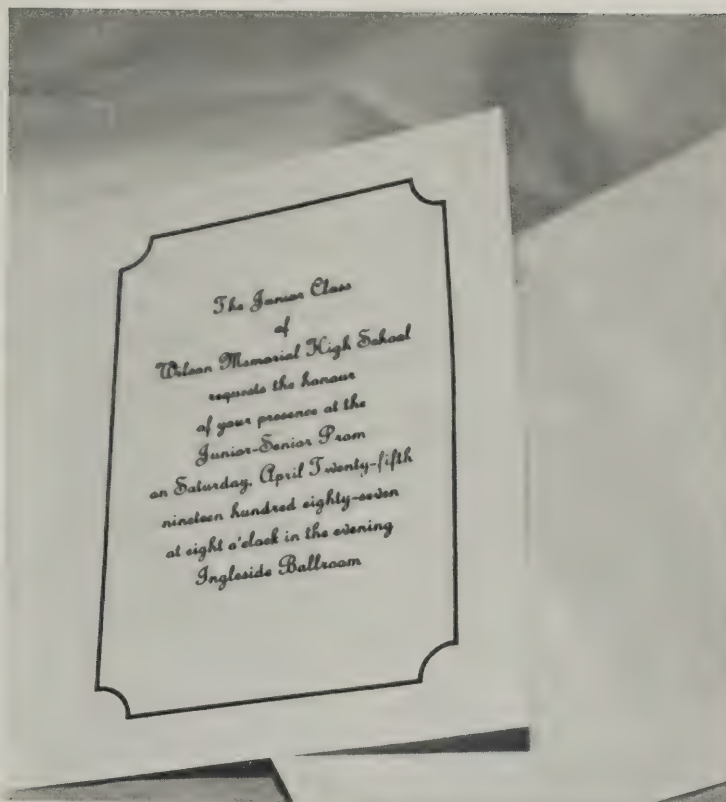 The Junior Class
of
Wilson Memorial High School
requests the honour
of your presence at the
Junior-Senior Prom
on Saturday, April Twenty-fifth
nineteen hundred eighty-seven
at eight o'clock in the evening
Ingleside Ballroom